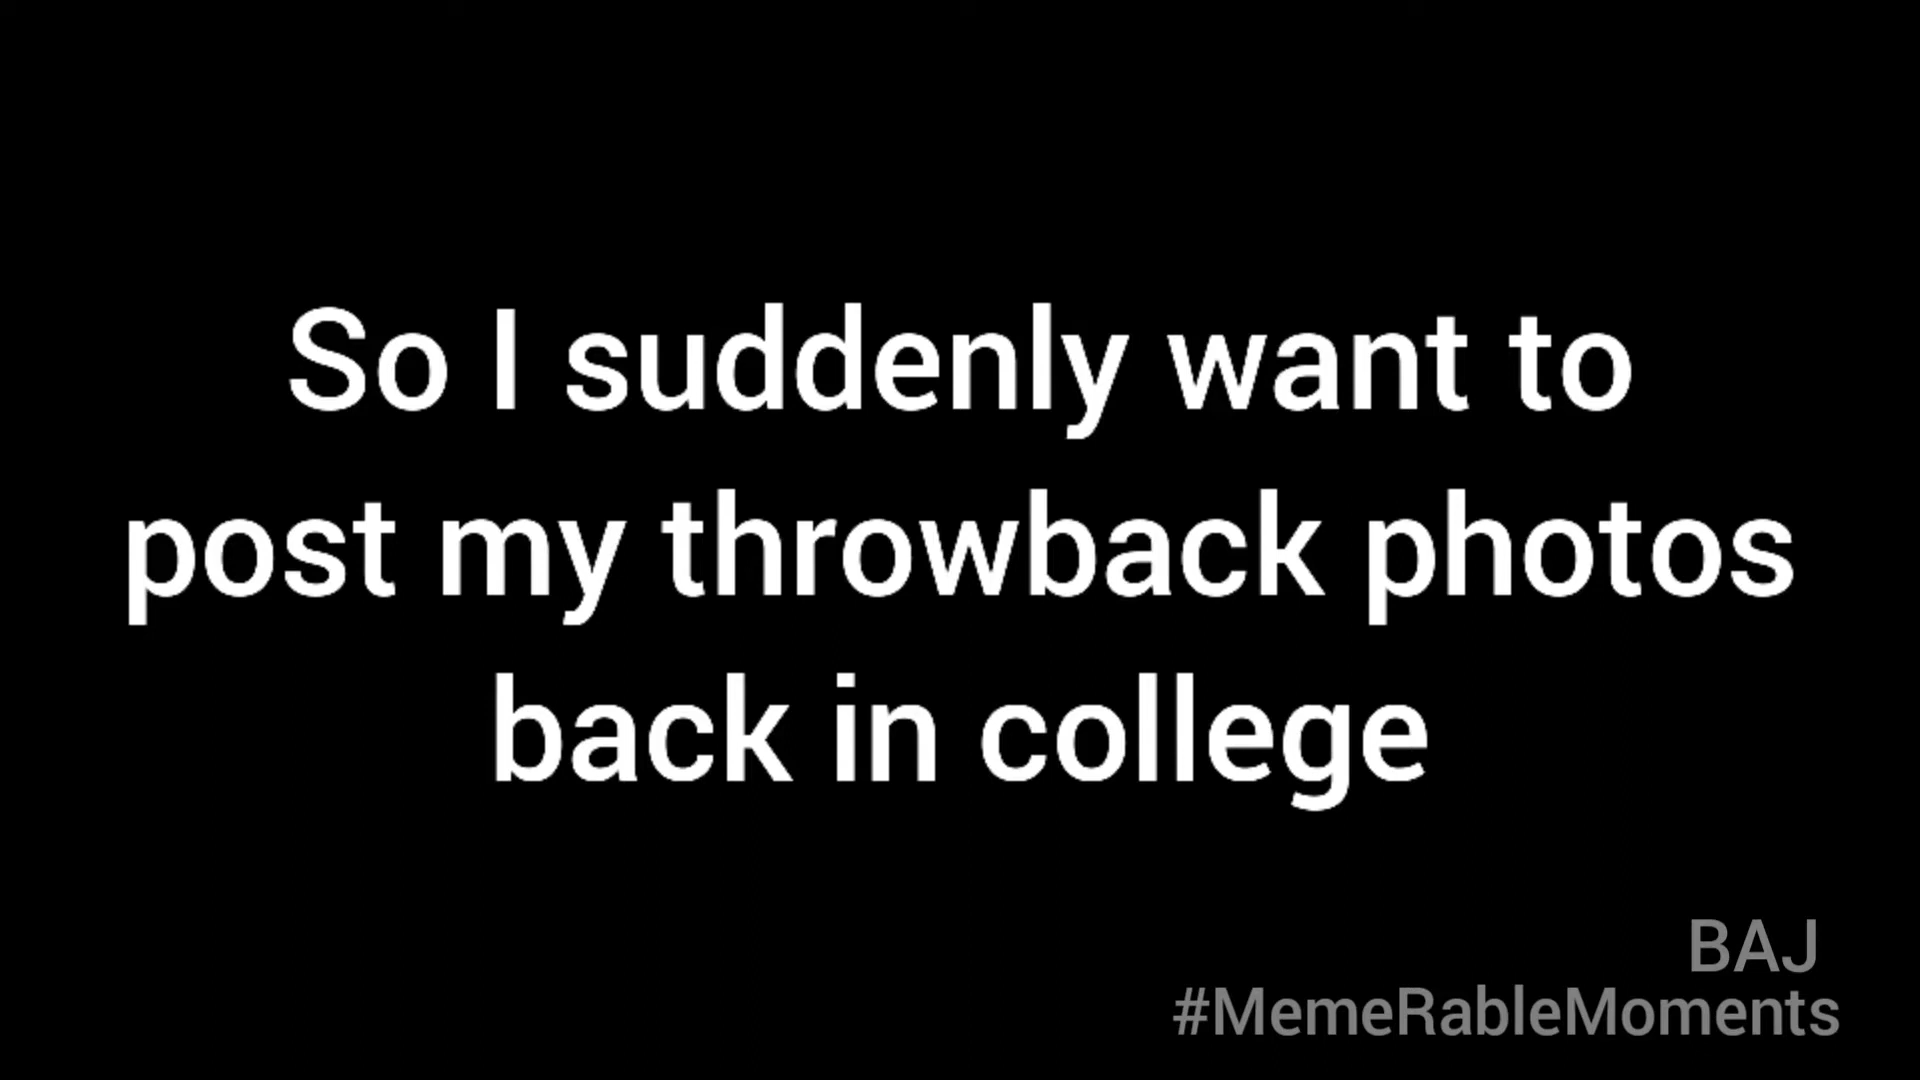 So I suddenly want to
post my throwback photos
back in college
BAJ
#MemeRableMoments